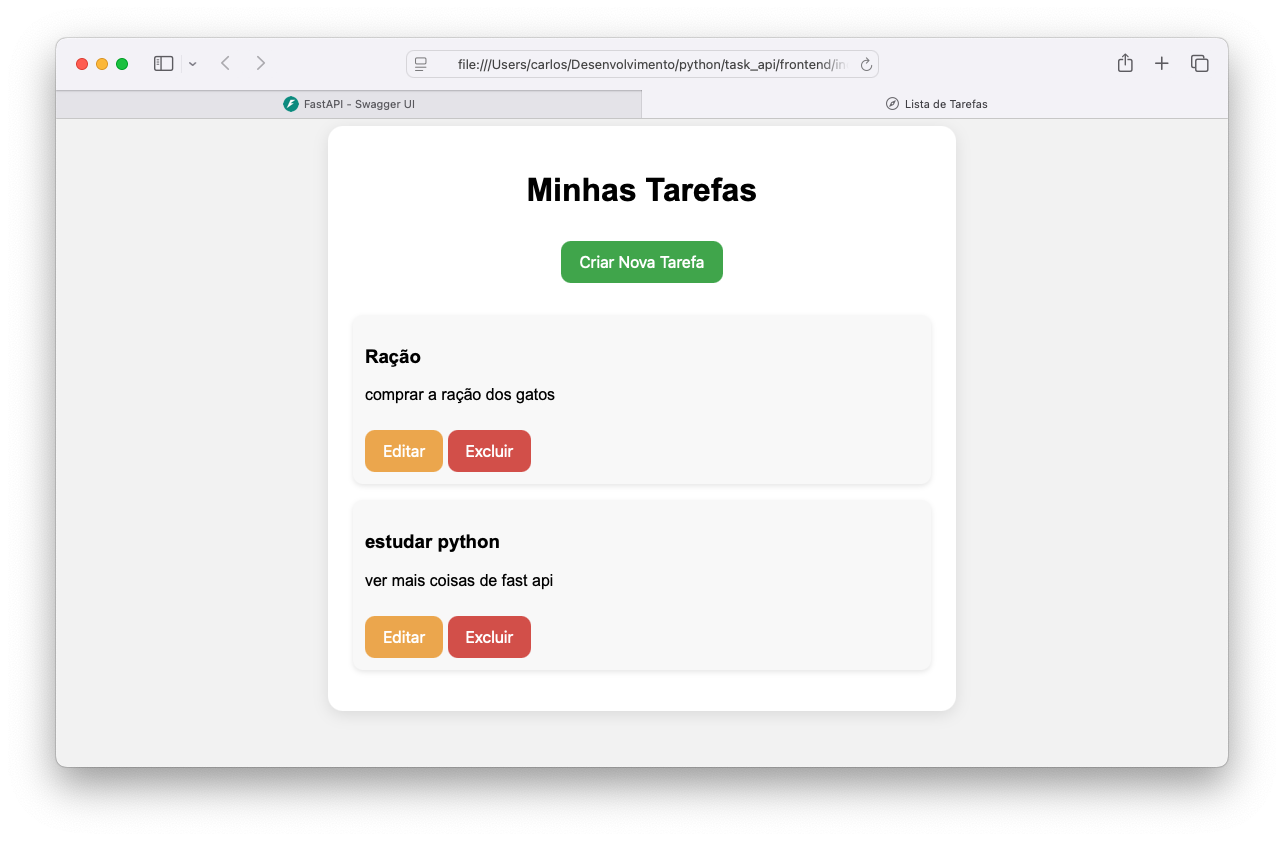 file:///Users/carlos/Desenvolvimento/python/task_api/frontend/in
FastAPI - Swagger UI
Lista de Tarefas
Minhas Tarefas
Criar Nova Tarefa
Ração
comprar a ração dos gatos
Editar Excluir
estudar python
ver mais coisas de fast api
Editar Excluir